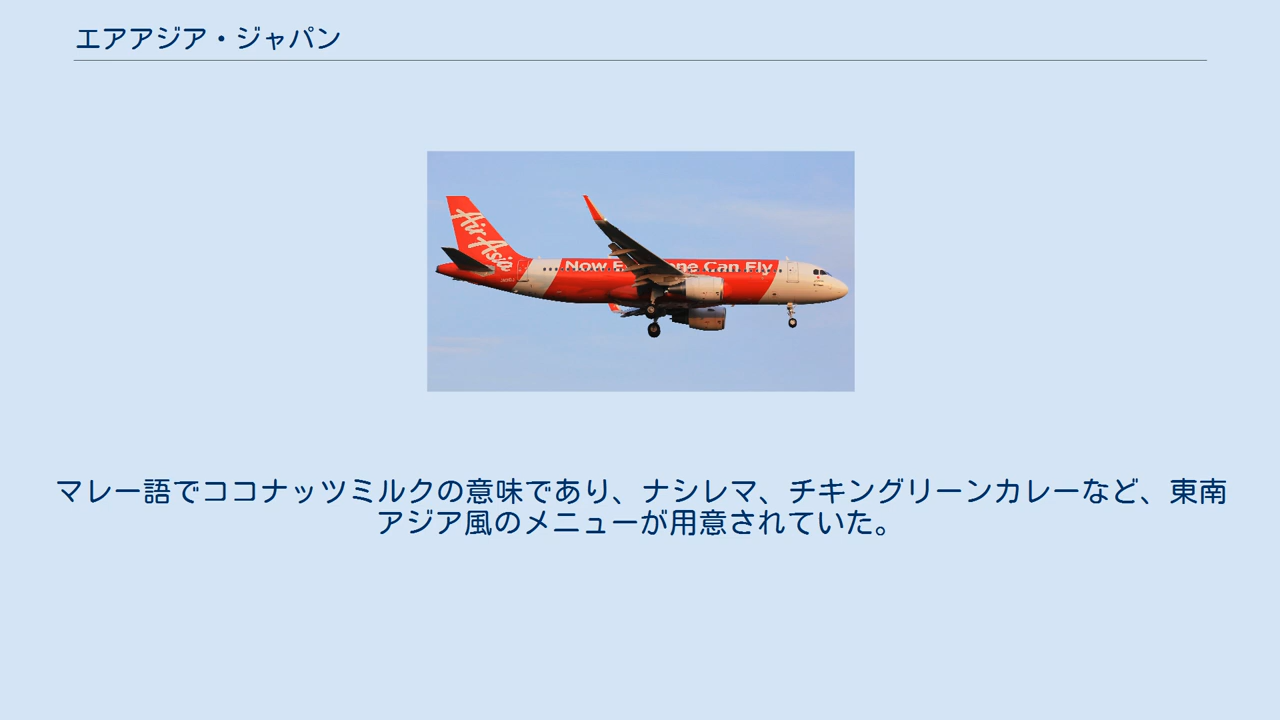 エアアジア・ジャパン
AirAsia
Now E ne Can Fly
マレー語でココナッツミルクの意味であり、ナシレマ、チキングリーンカレーなど、東南
アジア風のメニューが用意されていた。